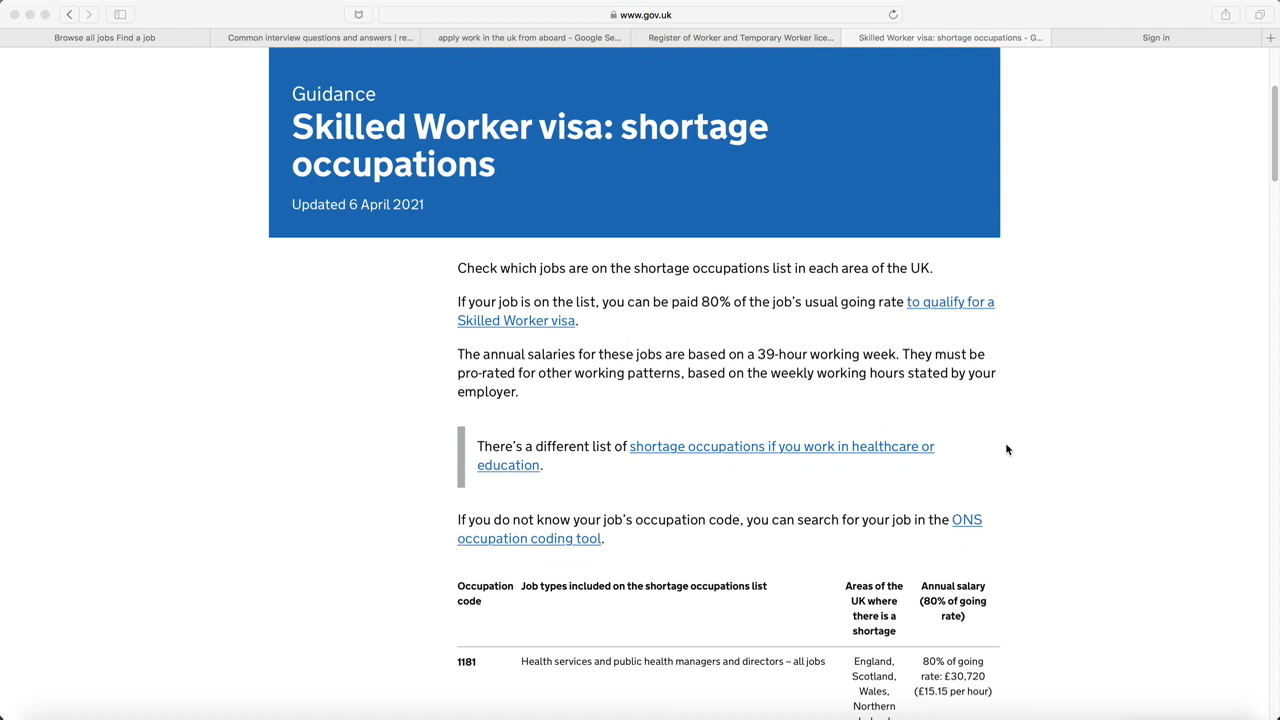 www.gov.uk
Browse all jobs Find a job
Common interview questions and answers | re...
apply work in the uk from aboard - Google Se...
Register of Worker and Temporary Worker lice...
Skilled Worker visa: shortage occupations - G...
Sign in
Guidance
Skilled Worker visa: shortage
occupations
Updated 6 April 2021
Check which jobs are on the shortage occupations list in each area of the UK.
If your job is on the list, you can be paid 80% of the job's usual going rate to qualify for a
Skilled Worker visa.
The annual salaries for these jobs are based on a 39-hour working week. They must be
pro-rated for other working patterns, based on the weekly working hours stated by your
employer.
There's a different list of shortage occupations if you work in healthcare or
education.
If you do not know your job's occupation code, you can search for your job in the ONS
occupation coding tool.
Occupation
code
Job types included on the shortage occupations list
Areas of the
UK where
there is a
shortage
Annual salary
(80% of going
rate)
1181
Health services and public health managers and directors – all jobs
England,
Scotland,
Wales,
Northern
80% of going
rate: £30,720
(£15.15 per hour)